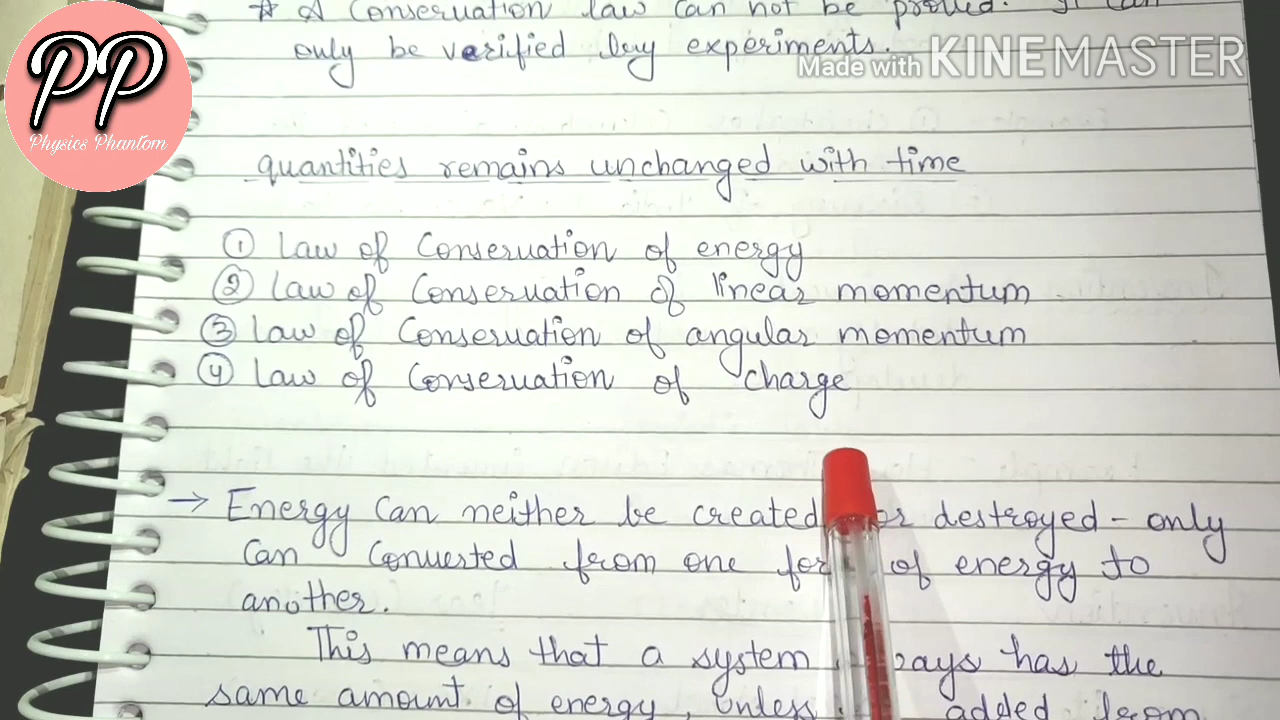 ☆ A Conservation law can not be proved. It can
only be verified by experiments.
Made with KINEMASTER
PP
Physics Phantom
quantities remains unchanged with time
① Law of Conservation of energy
② Law of Conservation of linear momentum
③ Law of Conservation of angular momentum
④ Law of Conservation of charge
→ Energy Can neither be created destroyed - only
Can Converted from one of energy to
another.
This means that a system has the
same amount of energy, Unless added from